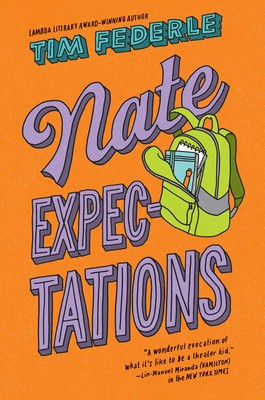 LAMBDA LITERARY AWARD-WINNING AUTHOR
TIM FEDERLE
Nate
EXPEC-
TATIONS
"A wonderful evocation of
what it's like to be a theater kid."
—Lin-Manuel Miranda (HAMILTON)
in the NEW YORK TIMES